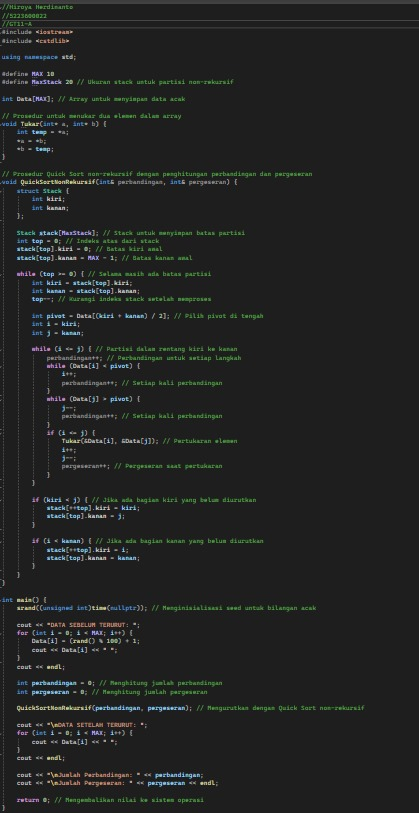 //Hirsya Herdinanto
//5223600022
//GT11-A
#include <iostream>
#include <cstdlib>
using namespace std;
#define MAX 10
#define MaxStack 20 // Ukuran stack untuk partisi non-rekursif
int Data[MAX]; // Array untuk menyimpan data acak
// Prosedur untuk menukar dua elemen dalam array
void Tukar(int* a, int* b) {
int temp = *a;
*a = *b;
*b = temp;
}
// Prosedur Quick Sort non-rekursif dengan penghitungan perbandingan dan pergeseran
void QuickSortNonRekursif(int& perbandingan, int& pergeseran) {
struct Stack {
int kiri;
int kanan;
};
Stack stack[MaxStack]; // Stack untuk menyimpan batas partisi
int top = 0; // Indeks atas dari stack
stack[top].kiri = 0; // Batas kiri awal
stack[top].kanan = MAX - 1; // Batas kanan awal
while (top >= 0) { // Selama masih ada batas partisi
int kiri = stack[top].kiri;
int kanan = stack[top].kanan;
top--; // Kurangi indeks stack setelah memproses
int pivot = Data[(kiri + kanan) / 2]; // Pilih pivot di tengah
int i = kiri;
int j = kanan;
while (i <= j) { // Partisi dalam rentang kiri ke kanan
perbandingan++; // Perbandingan untuk setiap langkah
while (Data[i] < pivot) {
i++;
perbandingan++; // Setiap kali perbandingan
}
while (Data[j] > pivot) {
j--;
perbandingan++; // Setiap kali perbandingan
}
if (i <= j) {
Tukar(&Data[i], &Data[j]); // Pertukaran elemen
i++;
j--;
pergeseran++; // Pergeseran saat pertukaran
}
}
if (kiri < j) { // Jika ada bagian kiri yang belum diurutkan
stack[++top].kiri = kiri;
stack[top].kanan = j;
}
if (i < kanan) { // Jika ada bagian kanan yang belum diurutkan
stack[++top].kiri = i;
stack[top].kanan = kanan;
}
}
}
int main() {
srand((unsigned int)time(nullptr)); // Menginisialisasi seed untuk bilangan acak
cout << "DATA SEBELUM TERURUT: ";
for (int i = 0; i < MAX; i++) {
Data[i] = (rand() % 100) + 1;
cout << Data[i] << " ";
}
cout << endl;
int perbandingan = 0; // Menghitung jumlah perbandingan
int pergeseran = 0; // Menghitung jumlah pergeseran
QuickSortNonRekursif(perbandingan, pergeseran); // Mengurutkan dengan Quick Sort non-rekursif
cout << "\nDATA SETELAH TERURUT: ";
for (int i = 0; i < MAX; i++) {
cout << Data[i] << " ";
}
cout << endl;
cout << "\nJumlah Perbandingan: " << perbandingan;
cout << "\nJumlah Pergeseran: " << pergeseran << endl;
return 0; // Mengembalikan nilai ke sistem operasi
}